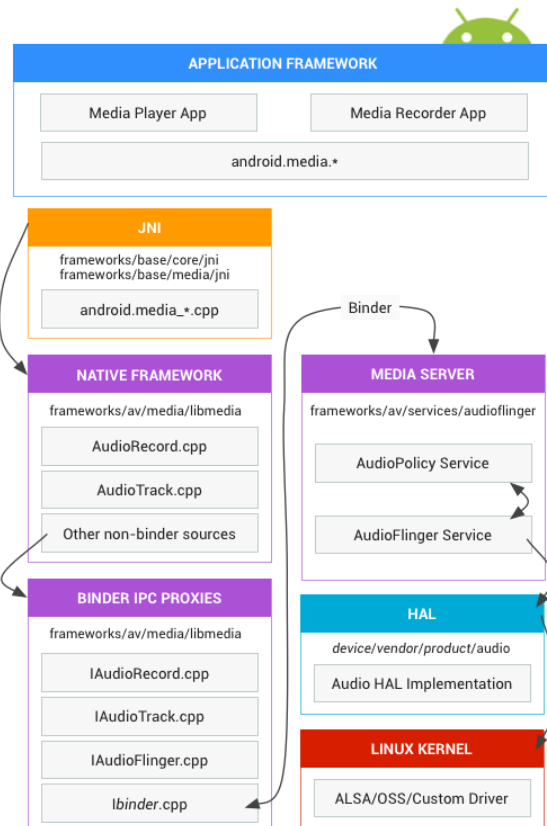 APPLICATION FRAMEWORK
Media Player App
Media Recorder App
android.media.*
JNI
frameworks/base/core/jni
frameworks/base/media/jni
android.media_*.cpp
Binder
NATIVE FRAMEWORK
frameworks/av/media/libmedia
AudioRecord.cpp
AudioTrack.cpp
Other non-binder sources
MEDIA SERVER
frameworks/av/services/audioflinger
AudioPolicy Service
AudioFlinger Service
BINDER IPC PROXIES
frameworks/av/media/libmedia
IAudioRecord.cpp
IAudioTrack.cpp
IAudioFlinger.cpp
Ibinder.cpp
HAL
device/vendor/product/audio
Audio HAL Implementation
LINUX KERNEL
ALSA/OSS/Custom Driver